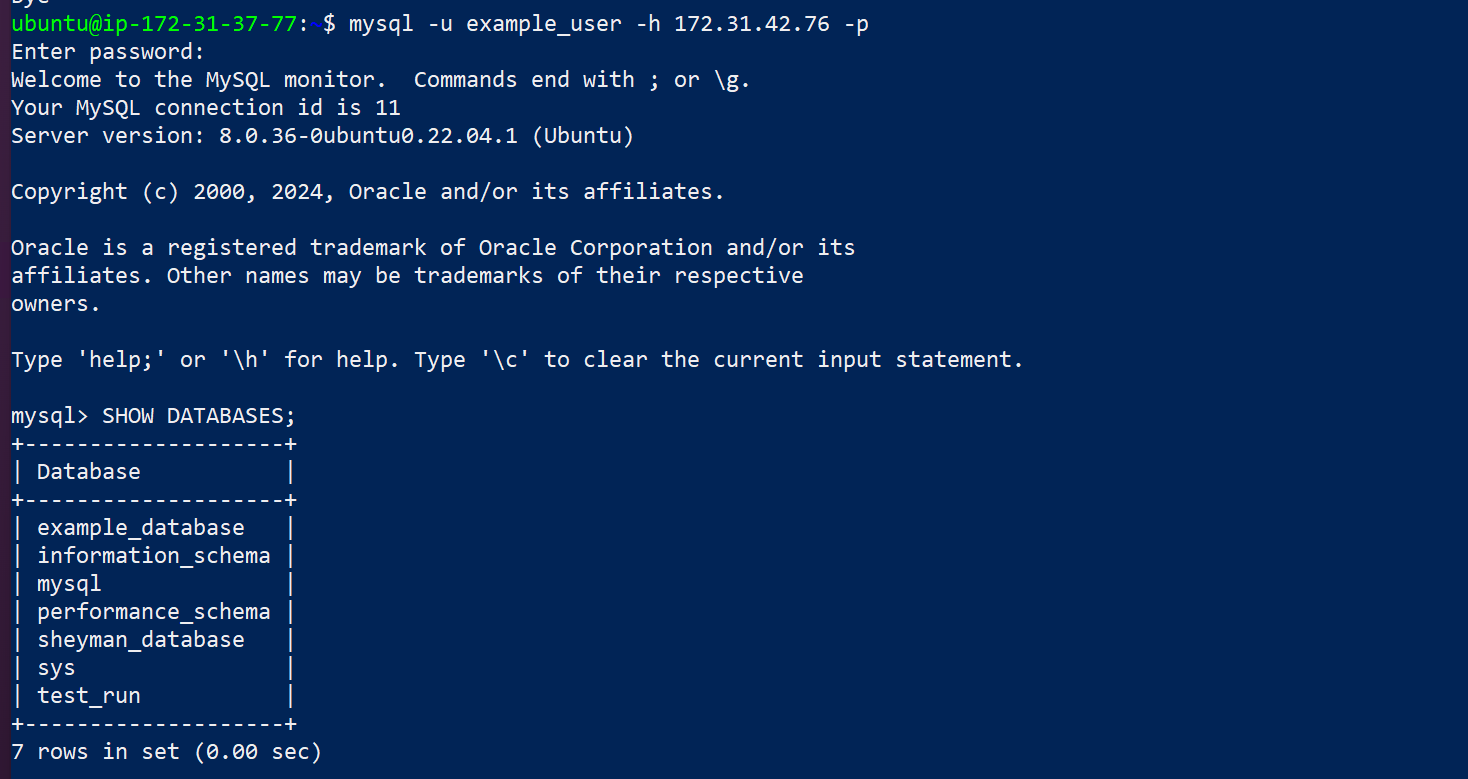 Bye
ubuntu@ip-172-31-37-77:~$ mysql -u example_user -h 172.31.42.76 -p
Enter password:
Welcome to the MySQL monitor.  Commands end with ; or \g.
Your MySQL connection id is 11
Server version: 8.0.36-0ubuntu0.22.04.1 (Ubuntu)

Copyright (c) 2000, 2024, Oracle and/or its affiliates.

Oracle is a registered trademark of Oracle Corporation and/or its
affiliates. Other names may be trademarks of their respective
owners.

Type 'help;' or '\h' for help. Type '\c' to clear the current input statement.

mysql> SHOW DATABASES;
+--------------------+
| Database           |
+--------------------+
| example_database   |
| information_schema |
| mysql              |
| performance_schema |
| sheyman_database   |
| sys                |
| test_run           |
+--------------------+
7 rows in set (0.00 sec)